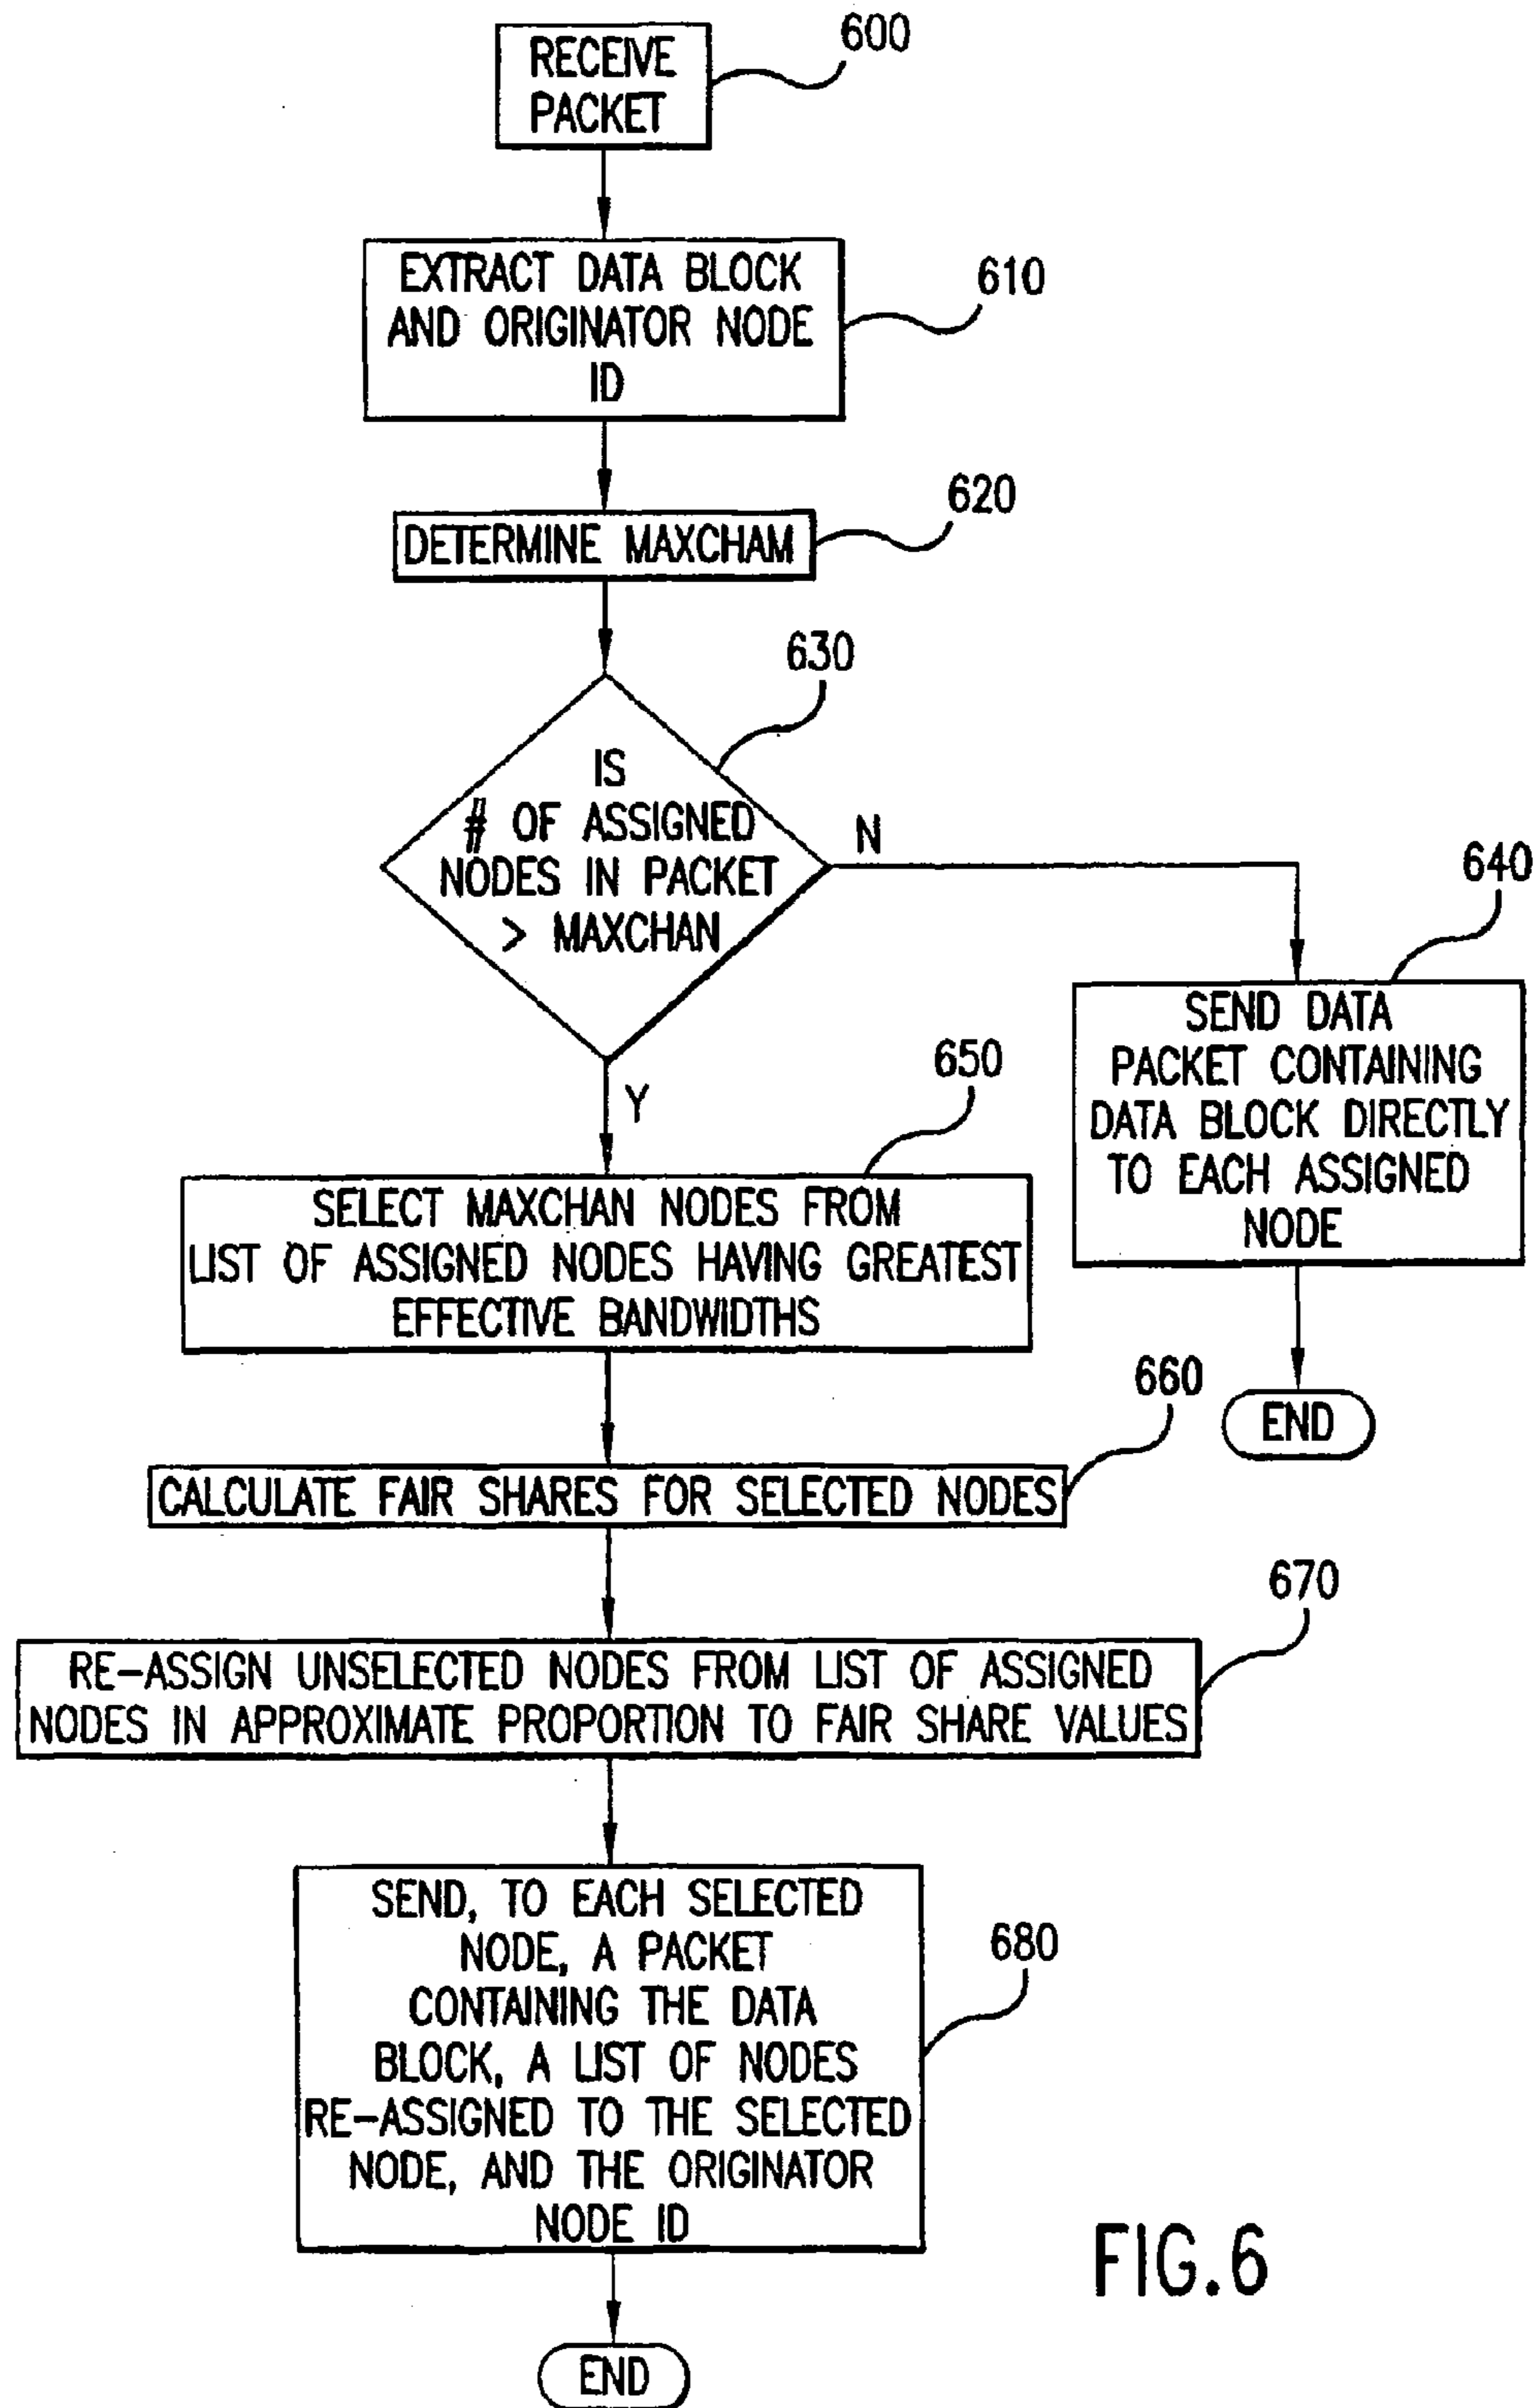 600
RECEIVE
PACKET
610
EXTRACT DATA BLOCK
AND ORIGINATOR NODE
ID
620
DETERMINE MAXCHAM
630
IS
# OF ASSIGNED
NODES IN PACKET
> MAXCHAN
N
640
SEND DATA
PACKET CONTAINING
DATA BLOCK DIRECTLY
TO EACH ASSIGNED
NODE
END
Y
650
SELECT MAXCHAN NODES FROM
LIST OF ASSIGNED NODES HAVING GREATEST
EFFECTIVE BANDWIDTHS
660
CALCULATE FAIR SHARES FOR SELECTED NODES
670
RE-ASSIGN UNSELECTED NODES FROM LIST OF ASSIGNED
NODES IN APPROXIMATE PROPORTION TO FAIR SHARE VALUES
680
SEND, TO EACH SELECTED
NODE, A PACKET
CONTAINING THE DATA
BLOCK, A LIST OF NODES
RE-ASSIGNED TO THE SELECTED
NODE, AND THE ORIGINATOR
NODE ID
END
FIG.6